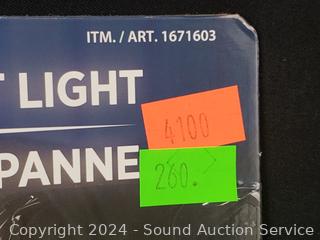 ITM. / ART. 1671603
T LIGHT
4100
PANNE
260.
Copyright 2024 - Sound Auction Service